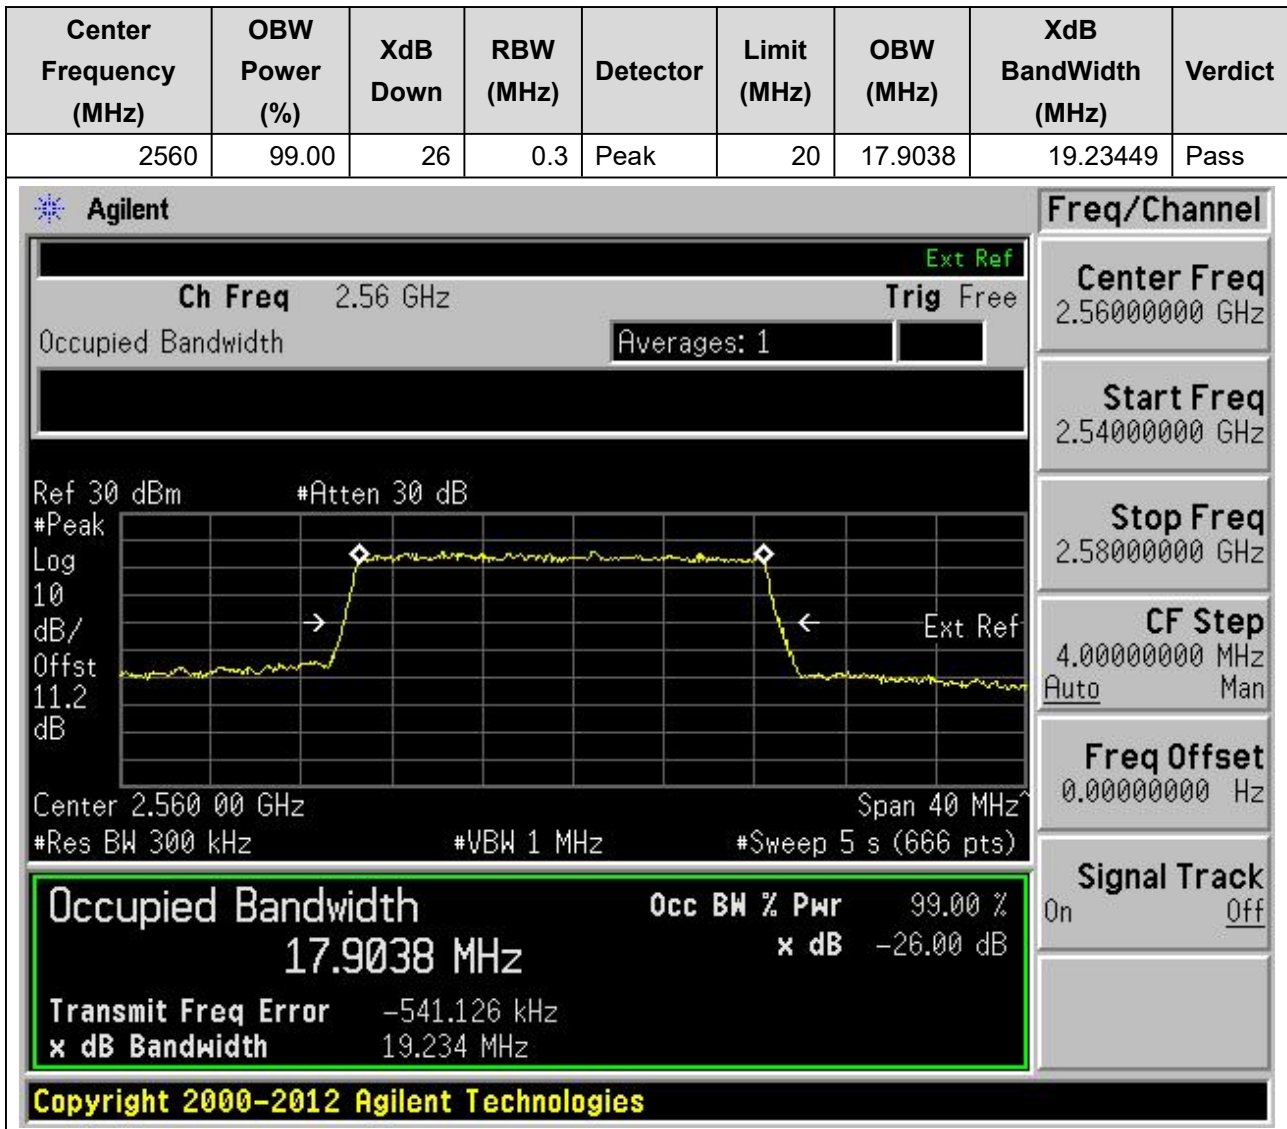 Center Frequency (MHz) OBW Power (%) XdB Down RBW (MHz) Detector Limit (MHz) OBW (MHz) XdB BandWidth (MHz) Verdict
2560 99.00 26 0.3 Peak 20 17.9038 19.23449 Pass
Agilent
Freq/Channel
Ext Ref
Ch Freq 2.56 GHz Trig Free
Occupied Bandwidth Averages: 1
Center Freq
2.56000000 GHz
Start Freq
2.54000000 GHz
Stop Freq
2.58000000 GHz
CF Step
4.00000000 MHz
Auto Man
Freq Offset
0.00000000 Hz
Signal Track
On Off
Ref 30 dBm #Atten 30 dB
#Peak
Log
10
dB/
Offst
11.2
dB
Ext Ref
Center 2.560 00 GHz Span 40 MHz^
#Res BW 300 kHz #VBW 1 MHz #Sweep 5 s (666 pts)
Occupied Bandwidth
17.9038 MHz
Occ BW % Pwr 99.00 %
x dB -26.00 dB
Transmit Freq Error -541.126 kHz
x dB Bandwidth 19.234 MHz
Copyright 2000-2012 Agilent Technologies